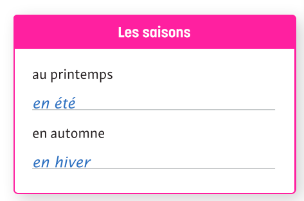 Les saisons
au printemps
en été
en automne
en hiver